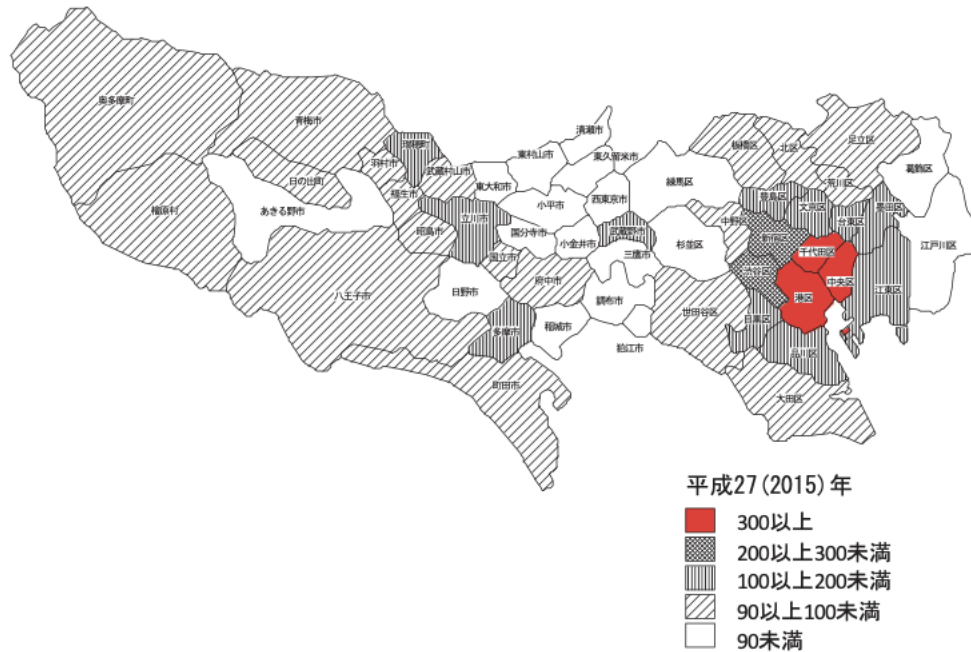 奥多摩町
青梅市
瑞穂町
清瀬市
東村山市
東久留米市
羽村市
武蔵村山市
日の出町
東大和市
檜原村
あきる野市
福生市
小平市
西東京市
練馬区
板橋区
北区
足立区
葛飾区
荒川区
豊島区
文京区
台東区
墨田区
昭島市
立川市
国分寺市
小金井市
武蔵野市
三鷹市
杉並区
中野区
新宿区
千代田区
江戸川区
国立市
府中市
渋谷区
中央区
江東区
八王子市
日野市
調布市
世田谷区
港区
目黒区
多摩市
稲城市
狛江市
品川区
町田市
大田区
平成27(2015)年
300以上
200以上300未満
100以上200未満
90以上100未満
90未満